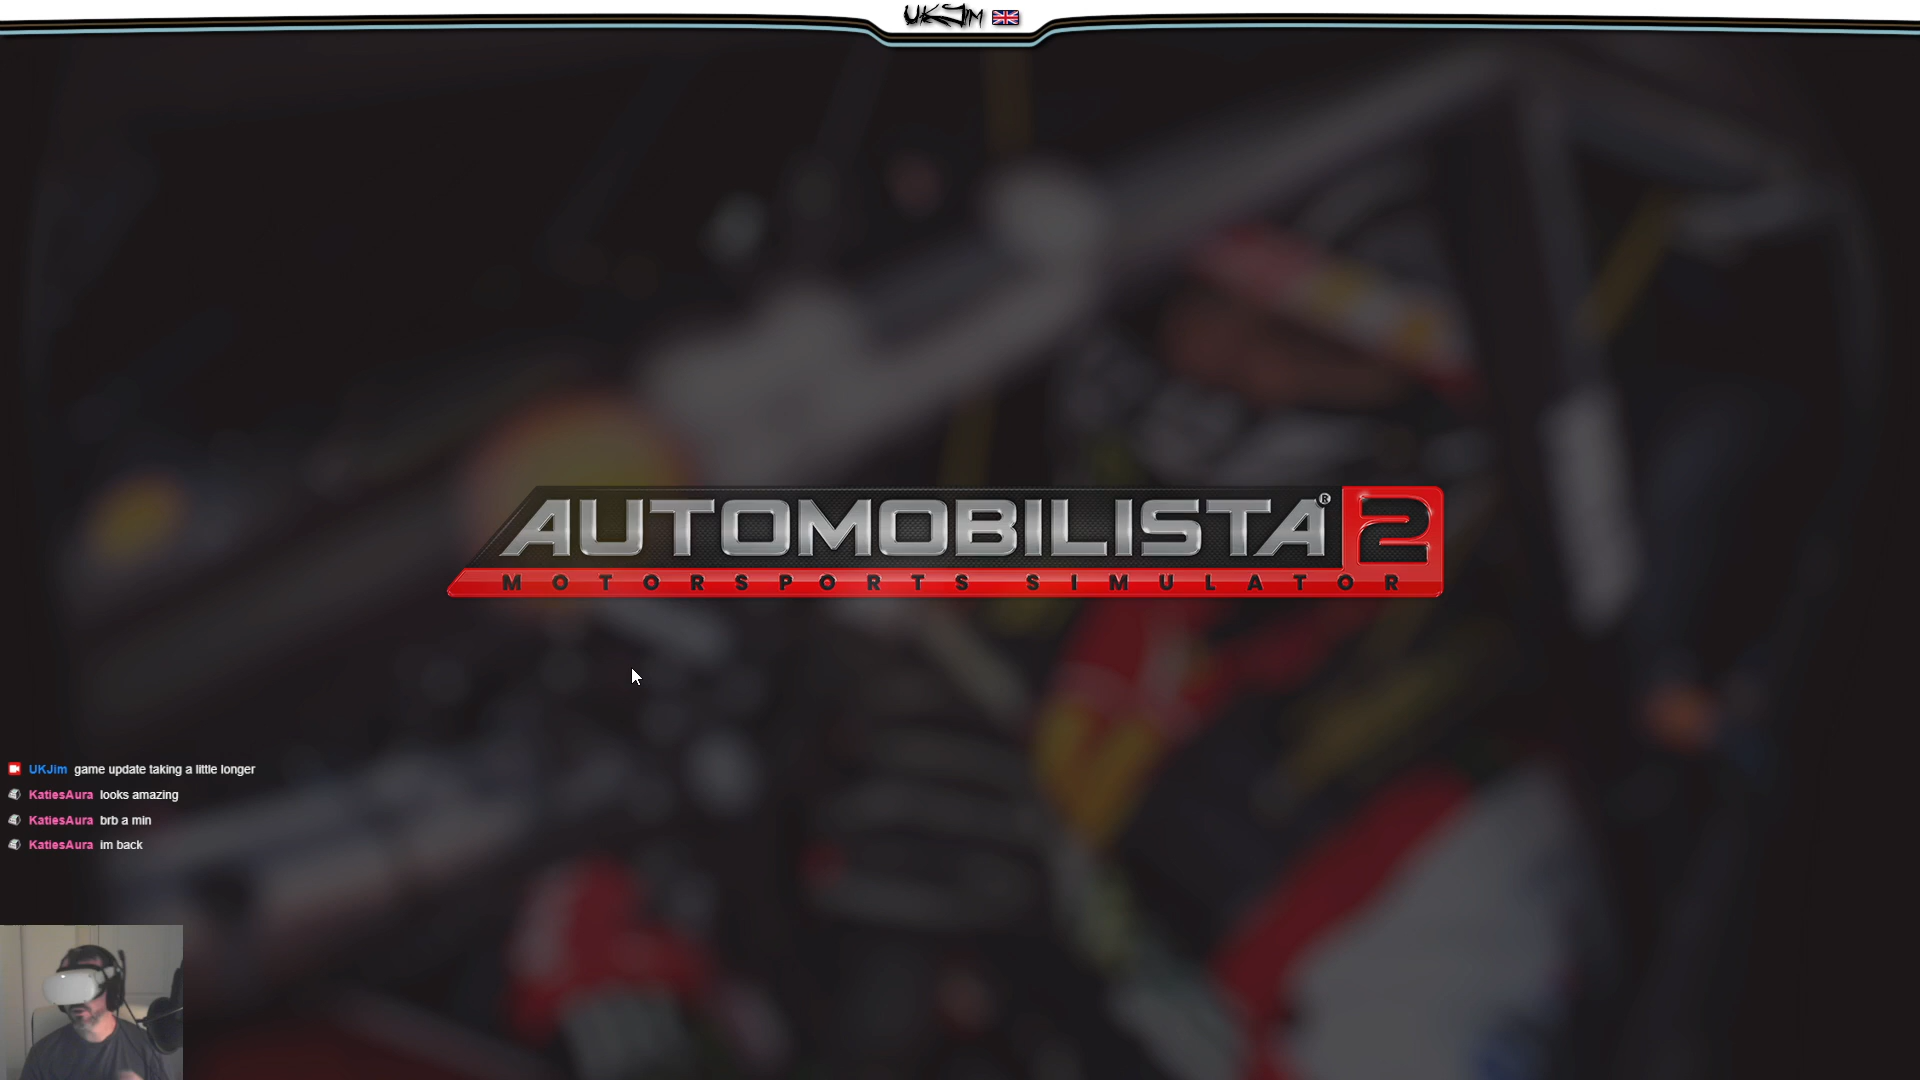 UKJim
AUTOMOBILISTA® 2
MOTORSPORTS SIMULATOR
UKJim game update taking a little longer
KatiesAura looks amazing
KatiesAura brb a min
KatiesAura im back